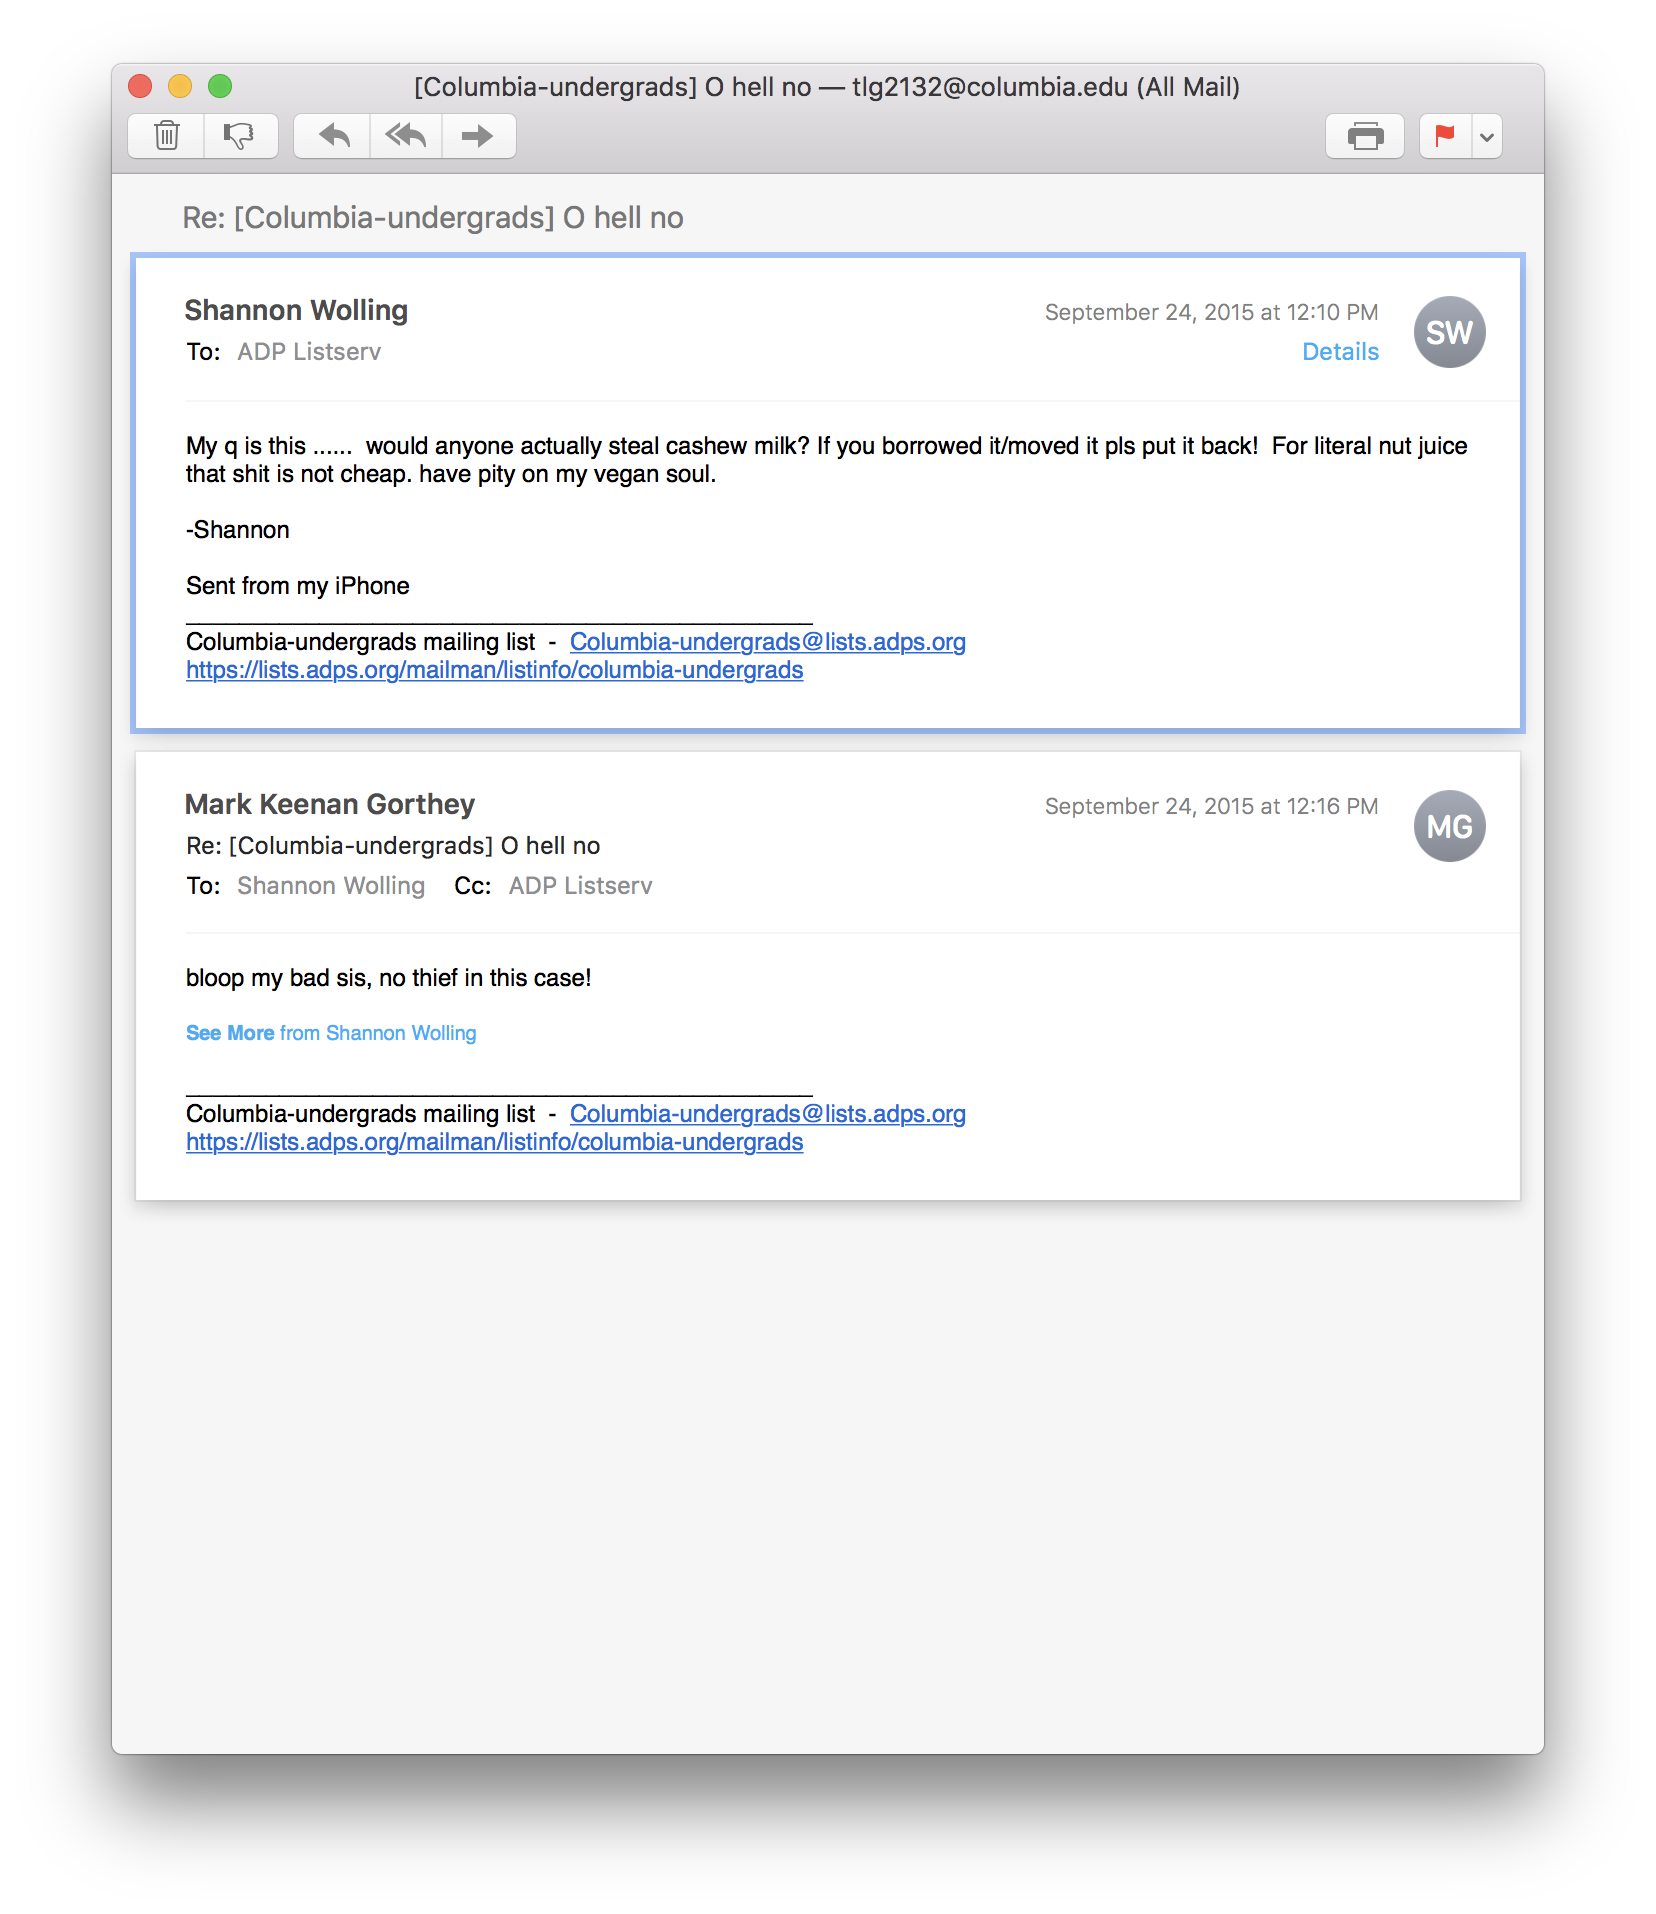 [Columbia-undergrads] O hell no — tlg2132@columbia.edu (All Mail)
Re: [Columbia-undergrads] O hell no
Shannon Wolling
September 24, 2015 at 12:10 PM
SW
To: ADP Listserv
Details
My q is this ...... would anyone actually steal cashew milk? If you borrowed it/moved it pls put it back! For literal nut juice
that shit is not cheap. have pity on my vegan soul.
-Shannon
Sent from my iPhone
_______________________________________________
Columbia-undergrads mailing list - Columbia-undergrads@lists.adps.org
https://lists.adps.org/mailman/listinfo/columbia-undergrads
Mark Keenan Gorthey
September 24, 2015 at 12:16 PM
MG
Re: [Columbia-undergrads] O hell no
To: Shannon Wolling Cc: ADP Listserv
bloop my bad sis, no thief in this case!
See More from Shannon Wolling
_______________________________________________
Columbia-undergrads mailing list - Columbia-undergrads@lists.adps.org
https://lists.adps.org/mailman/listinfo/columbia-undergrads